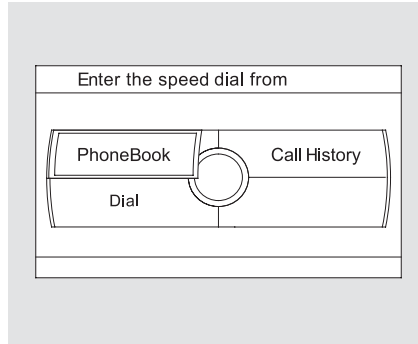 Enter the speed dial from
PhoneBook
Call History
Dial